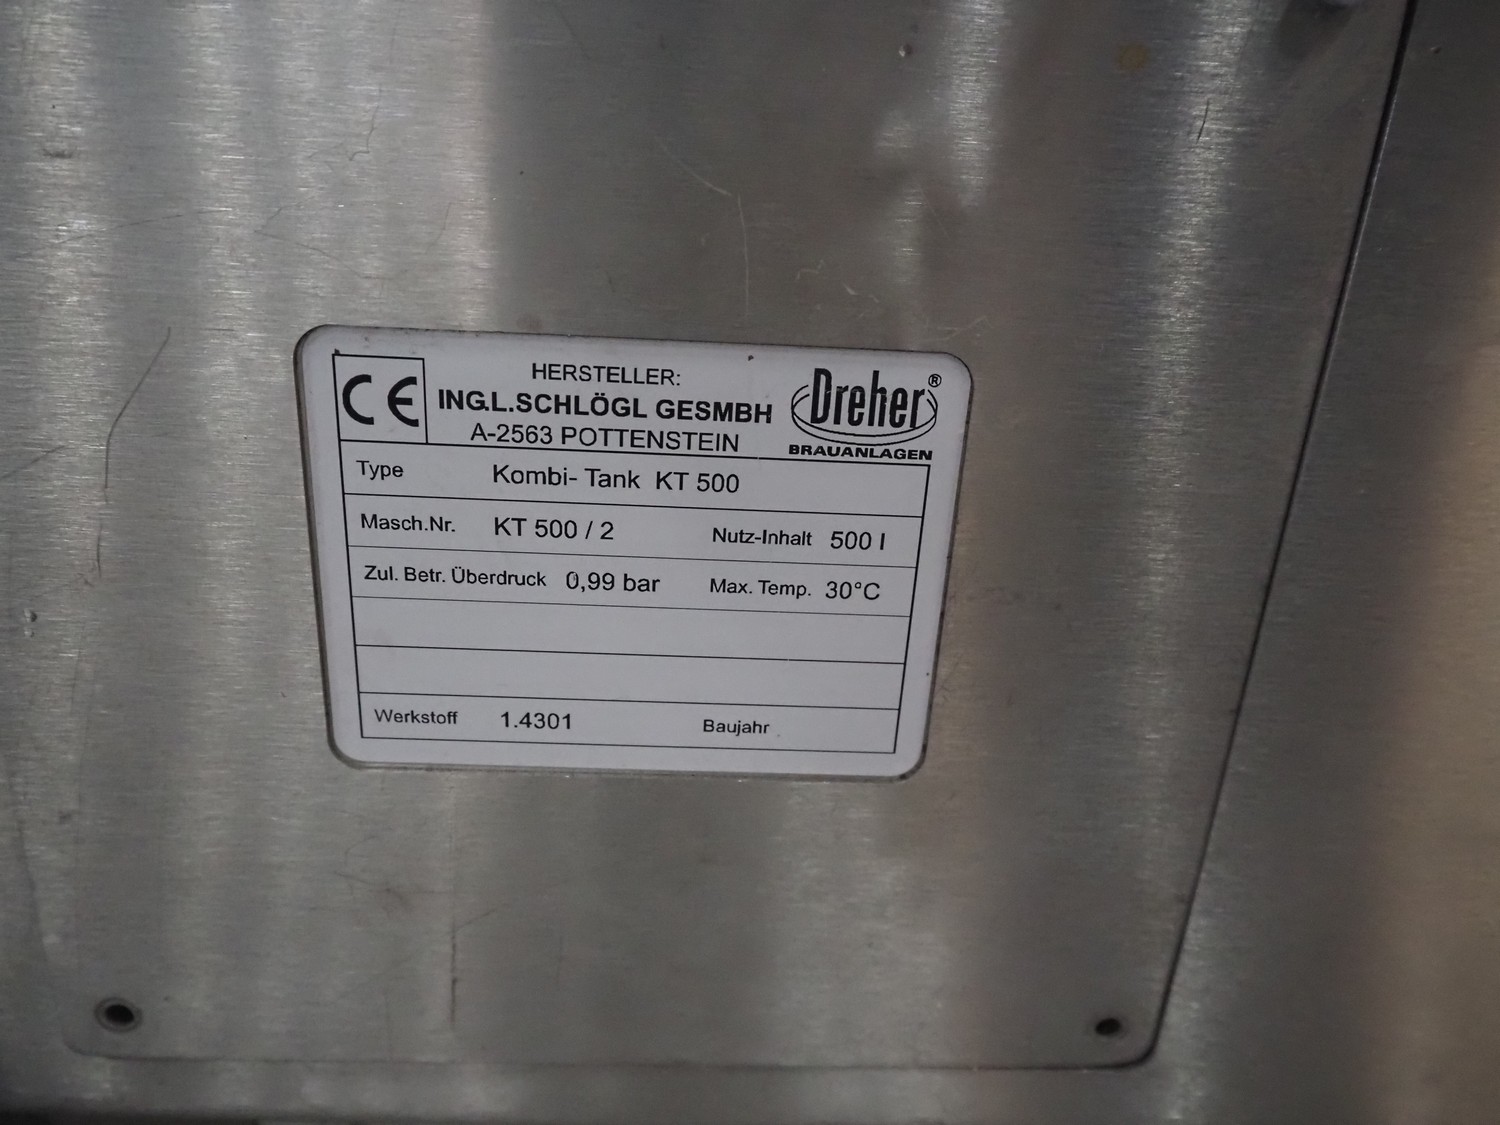 CE
HERSTELLER:
ING.L.SCHLÖGL GESMBH
A-2563 POTTENSTEIN
Dreher®
BRAUANLAGEN
Type Kombi- Tank KT 500
Masch.Nr. KT 500 / 2 Nutz-Inhalt 500 l
Zul. Betr. Überdruck 0,99 bar Max. Temp. 30°C
Werkstoff 1.4301 Baujahr